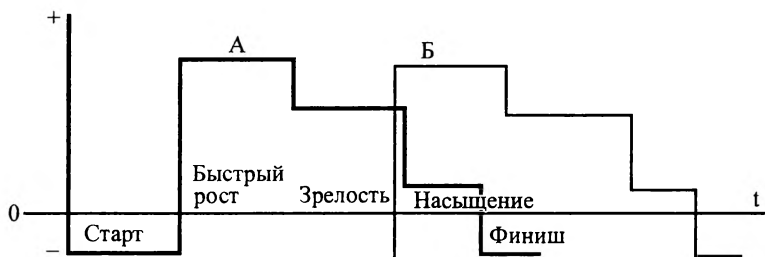 +
А
Б
Быстрый
рост
Зрелость
Насыщение
0
t
Старт
Финиш
–